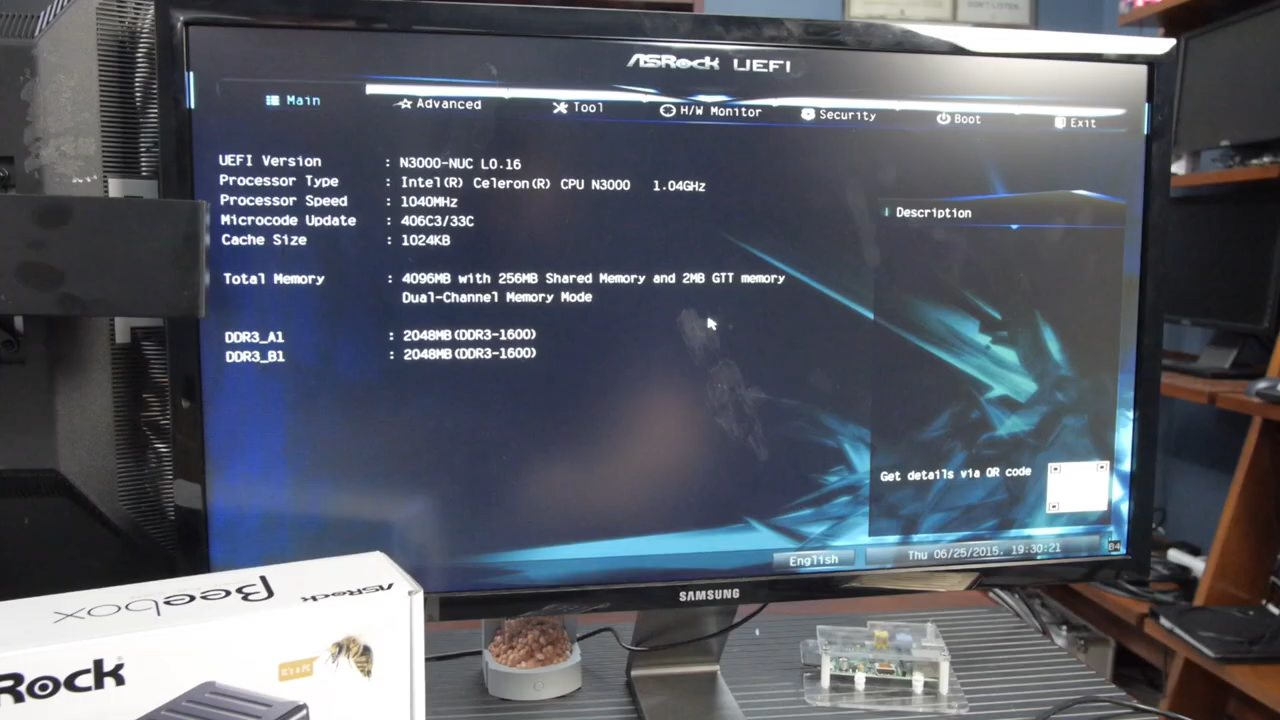 ASRock UEFI
Main Advanced Tool H/W Monitor Security Boot Exit
UEFI Version : N3000-NUC L0.16
Processor Type : Intel(R) Celeron(R) CPU N3000 1.04GHz
Processor Speed : 1040MHz
Microcode Update : 406C3/33C
Cache Size : 1024KB
Total Memory : 4096MB with 256MB Shared Memory and 2MB GTT memory
Dual-Channel Memory Mode
DDR3_A1 : 2048MB(DDR3-1600)
DDR3_B1 : 2048MB(DDR3-1600)
Description
Get details via QR code
English
Thu 06/25/2015. 19:30:21
SAMSUNG
ASRock Beebox
It's a PC
Rock